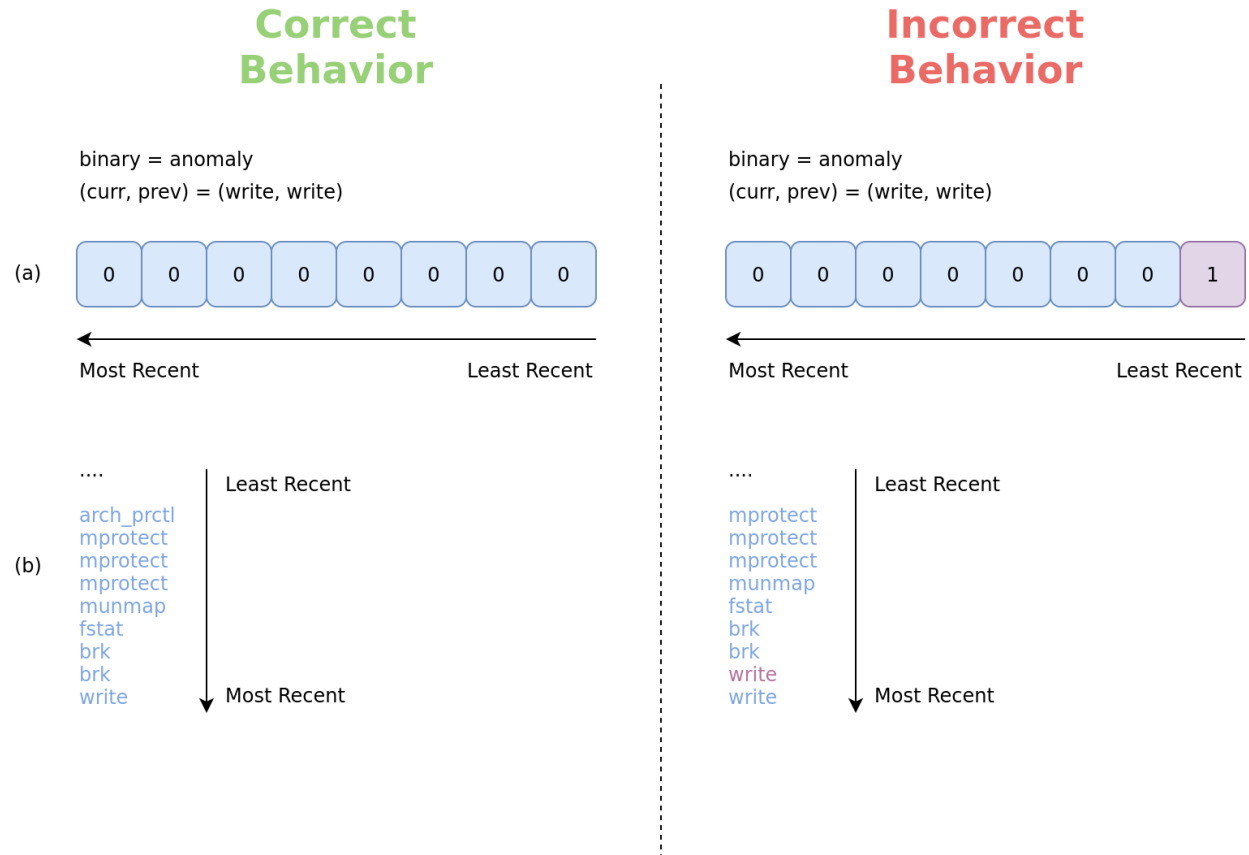 Correct
Behavior
binary = anomaly
(curr, prev) = (write, write)
(a)
0 0 0 0 0 0 0 0
Most Recent
Least Recent
....
Least Recent
arch_prctl
mprotect
mprotect
mprotect
munmap
fstat
brk
brk
write
(b)
Most Recent
Incorrect
Behavior
binary = anomaly
(curr, prev) = (write, write)
0 0 0 0 0 0 0 1
Most Recent
Least Recent
....
Least Recent
mprotect
mprotect
mprotect
munmap
fstat
brk
brk
write
write
Most Recent